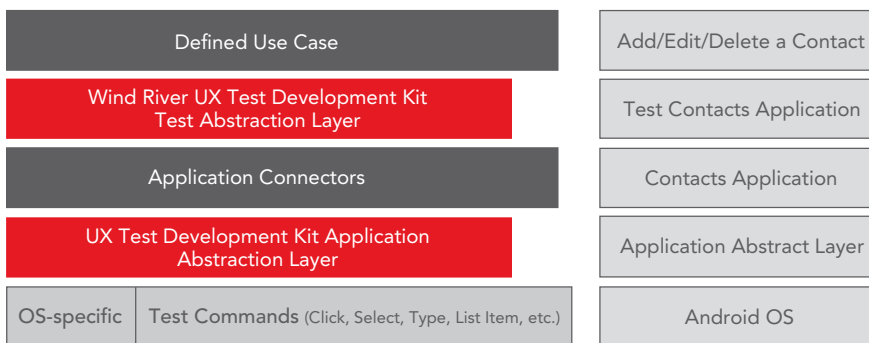 Defined Use Case
Add/Edit/Delete a Contact
Wind River UX Test Development Kit
Test Abstraction Layer
Test Contacts Application
Application Connectors
Contacts Application
UX Test Development Kit Application
Abstraction Layer
Application Abstract Layer
OS-specific
Test Commands (Click, Select, Type, List Item, etc.)
Android OS